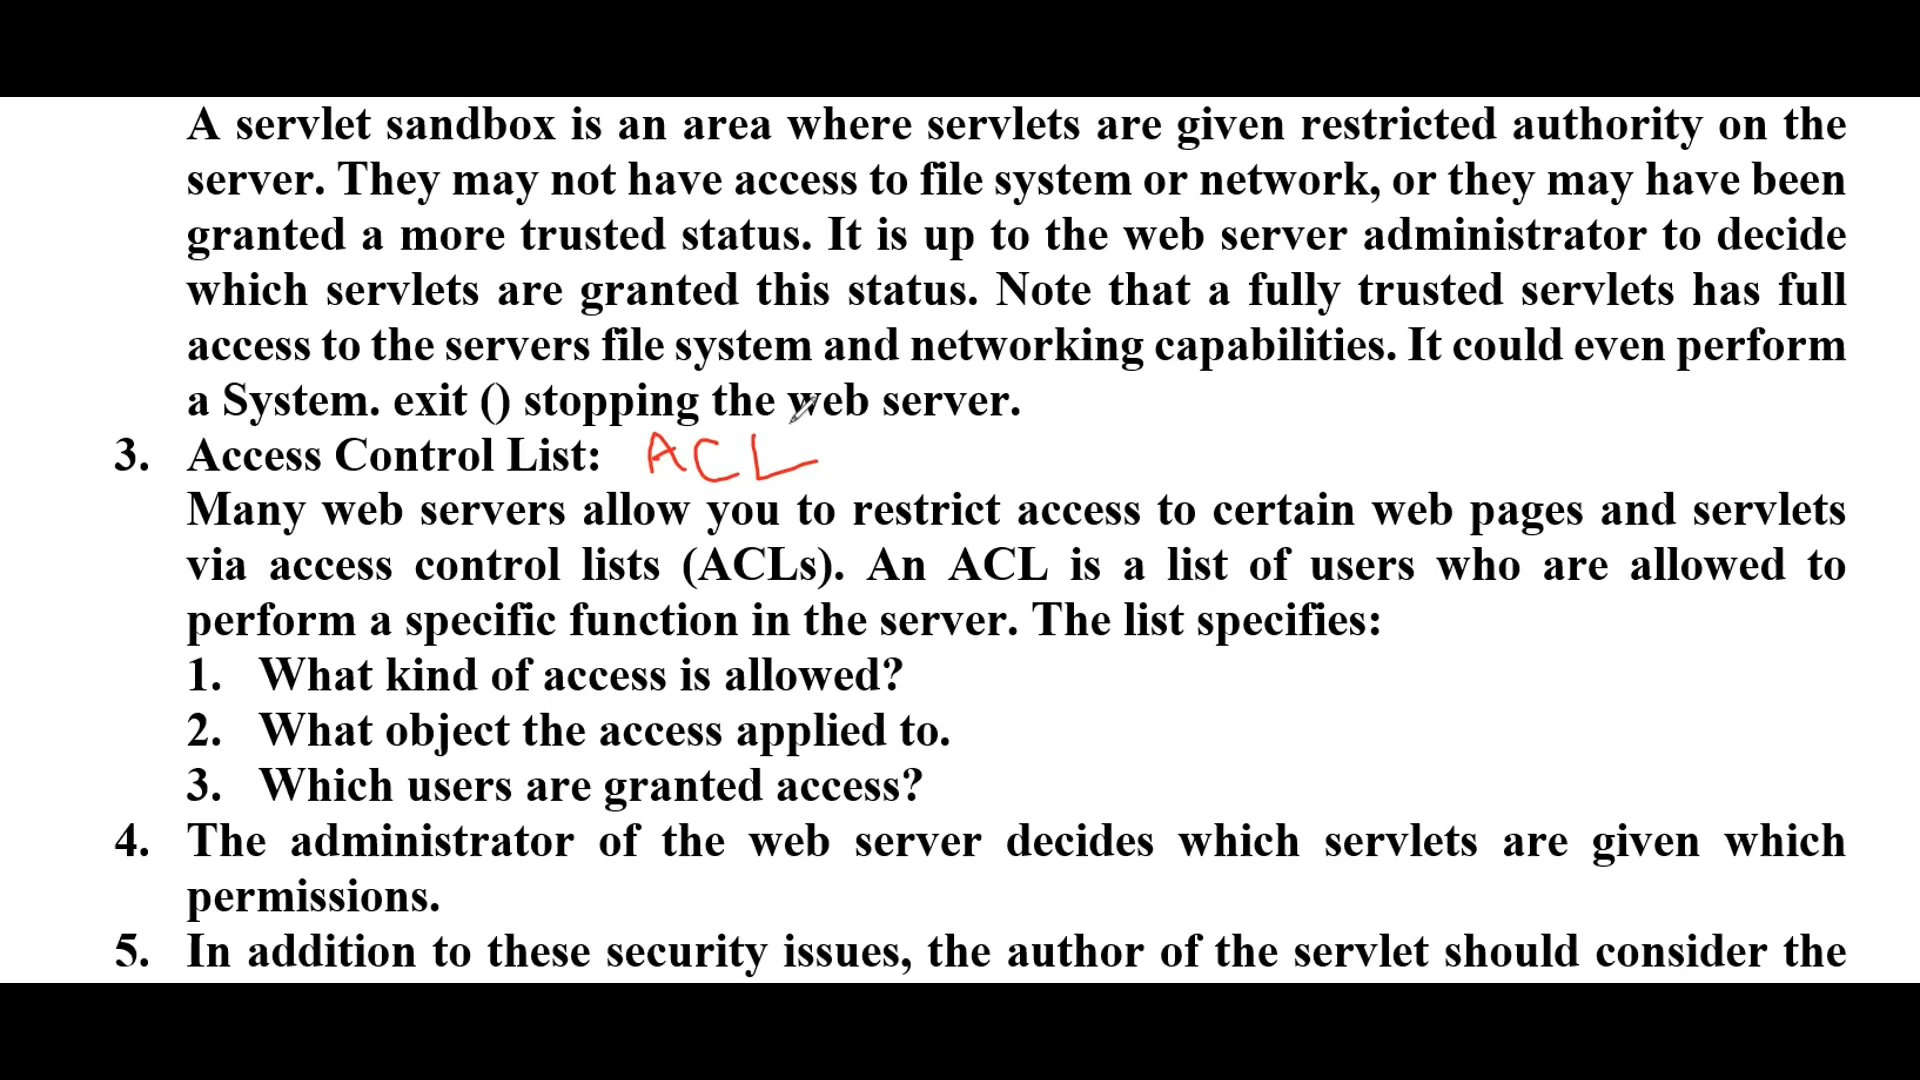 A servlet sandbox is an area where servlets are given restricted authority on the
server. They may not have access to file system or network, or they may have been
granted a more trusted status. It is up to the web server administrator to decide
which servlets are granted this status. Note that a fully trusted servlets has full
access to the servers file system and networking capabilities. It could even perform
a System. exit () stopping the web server.
3. Access Control List: ACL
Many web servers allow you to restrict access to certain web pages and servlets
via access control lists (ACLs). An ACL is a list of users who are allowed to
perform a specific function in the server. The list specifies:
1. What kind of access is allowed?
2. What object the access applied to.
3. Which users are granted access?
4. The administrator of the web server decides which servlets are given which
permissions.
5. In addition to these security issues, the author of the servlet should consider the